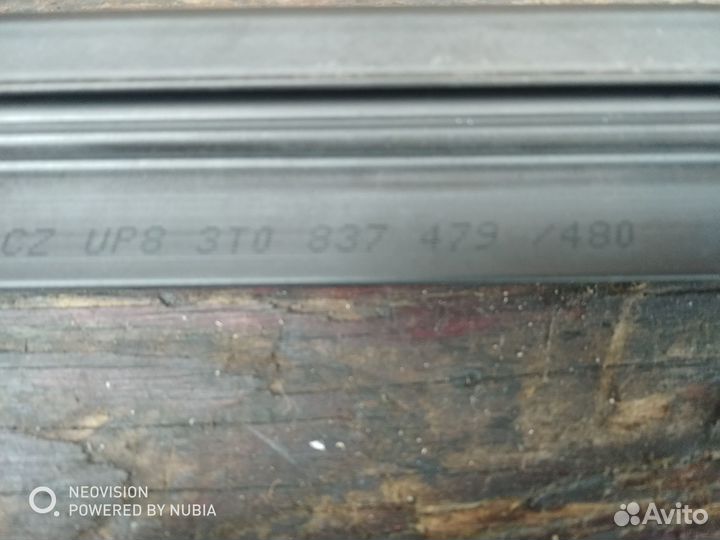 CZ UP8 3T0 837 479 /480
NEOVISION
POWERED BY NUBIA
Avito